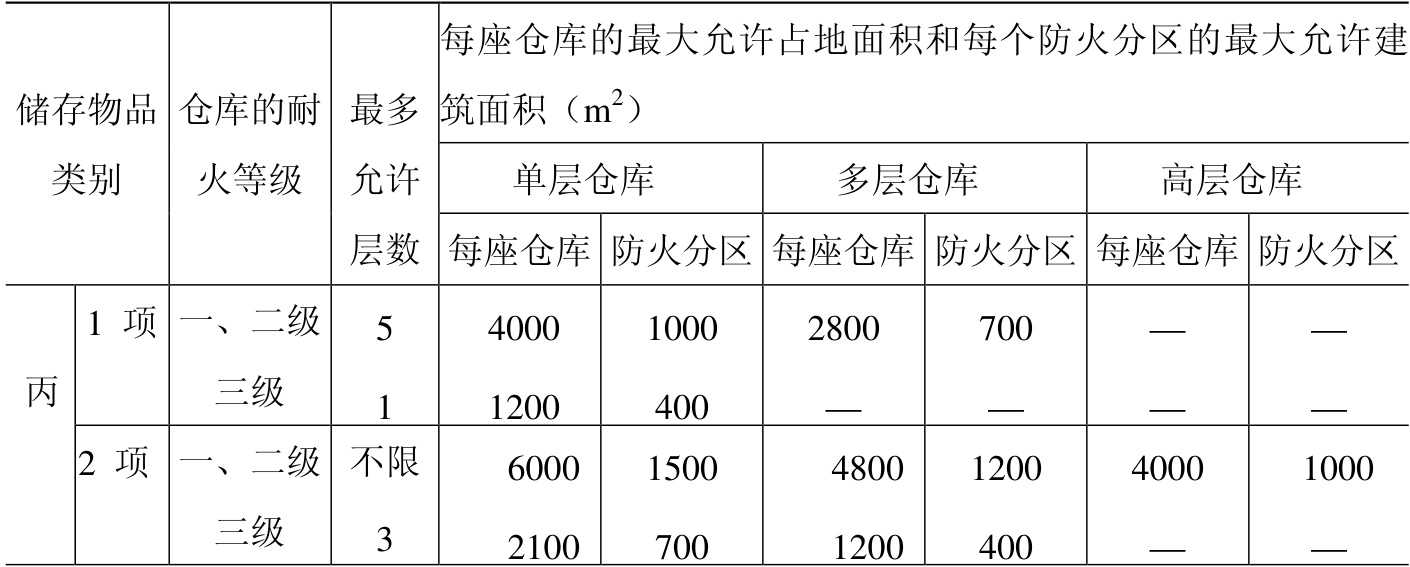 储存物品类别 仓库的耐火等级 最多允许层数 每座仓库的最大允许占地面积和每个防火分区的最大允许建筑面积（m²）
单层仓库 多层仓库 高层仓库
每座仓库 防火分区 每座仓库 防火分区 每座仓库 防火分区
丙 1 项 一、二级 5 4000 1000 2800 700 — —
三级 1 1200 400 — — — —
2 项 一、二级 不限 6000 1500 4800 1200 4000 1000
三级 3 2100 700 1200 400 — —